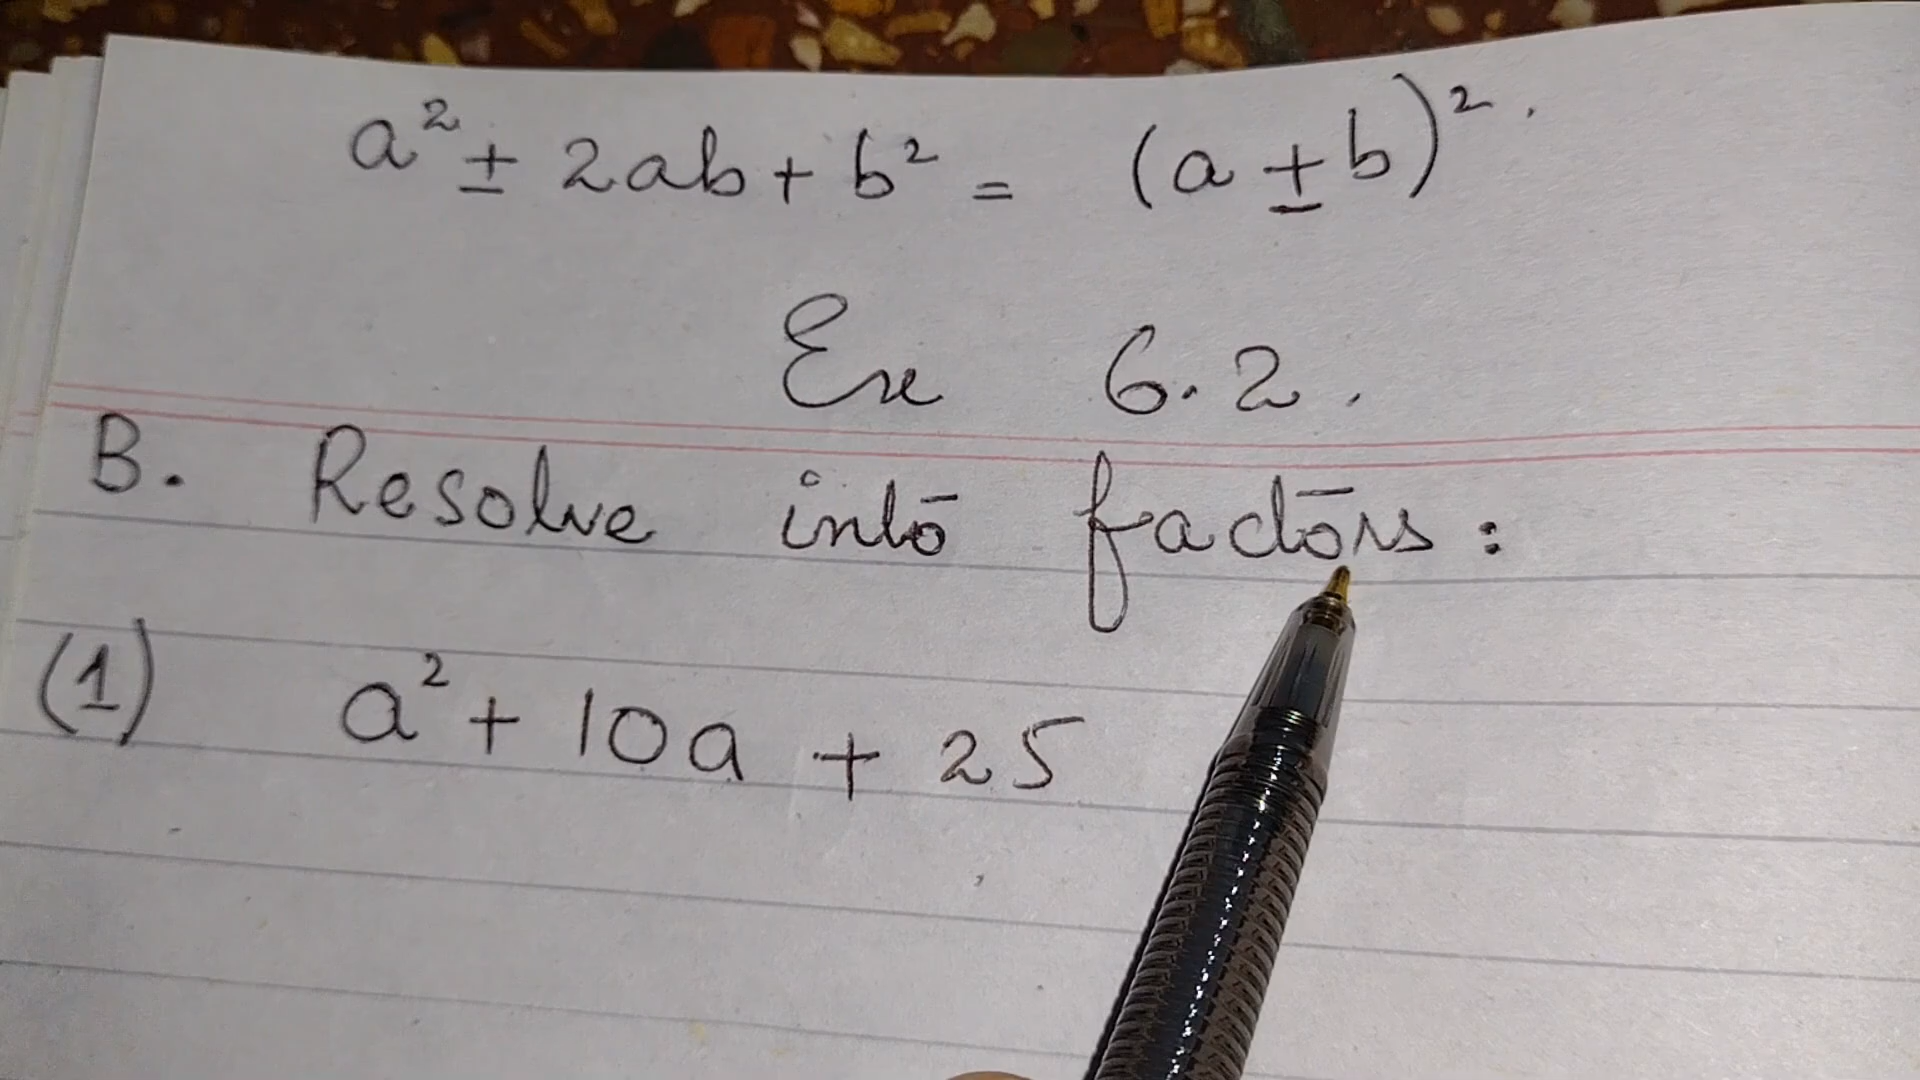 a² ± 2ab + b² = (a ± b)².
Ex 6.2.
B. Resolve into factors:
(1) a² + 10a + 25